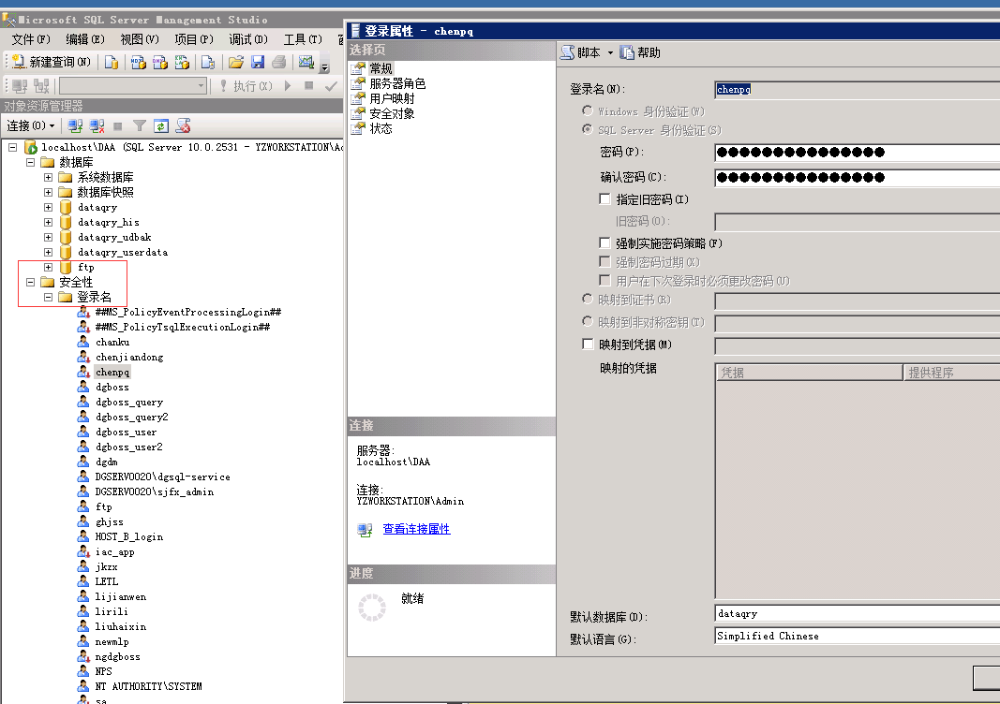 Microsoft SQL Server Management Studio
文件(F) 编辑(E) 视图(V) 项目(P) 调试(D) 工具(T)
新建查询(N)
执行(X)
对象资源管理器
连接(O)
localhost\DAA (SQL Server 10.0.2531 - YZWORKSTATION\Ad
数据库
系统数据库
数据库快照
dataqry
dataqry_his
dataqry_udbak
dataqry_userdata
ftp
安全性
登录名
##MS_PolicyEventProcessingLogin##
##MS_PolicyTsqlExecutionLogin##
chanku
chenjiandong
chenpq
dgboss
dgboss_query
dgboss_query2
dgboss_user
dgboss_user2
dgdm
DGSERV0020\dgsql-service
DGSERV0020\sjfx_admin
ftp
ghjss
HOST_B_login
iac_app
jkzx
LETL
lijianwen
lirili
liuhaixin
newmlp
ngdgboss
NPS
NT AUTHORITY\SYSTEM
sa
登录属性 - chenpq
选择页
常规
服务器角色
用户映射
安全对象
状态
连接
服务器:
localhost\DAA
连接:
YZWORKSTATION\Admin
查看连接属性
进度
就绪
脚本 帮助
登录名(N): chenpq
Windows 身份验证(W)
SQL Server 身份验证(S)
密码(P): ●●●●●●●●●●●●●●●
确认密码(C): ●●●●●●●●●●●●●●●
指定旧密码(I)
旧密码(O):
强制实施密码策略(F)
强制密码过期(X)
用户在下次登录时必须更改密码(U)
映射到证书(R)
映射到非对称密钥(T)
映射到凭据(M)
映射的凭据 凭据 提供程序
默认数据库(D): dataqry
默认语言(G): Simplified Chinese